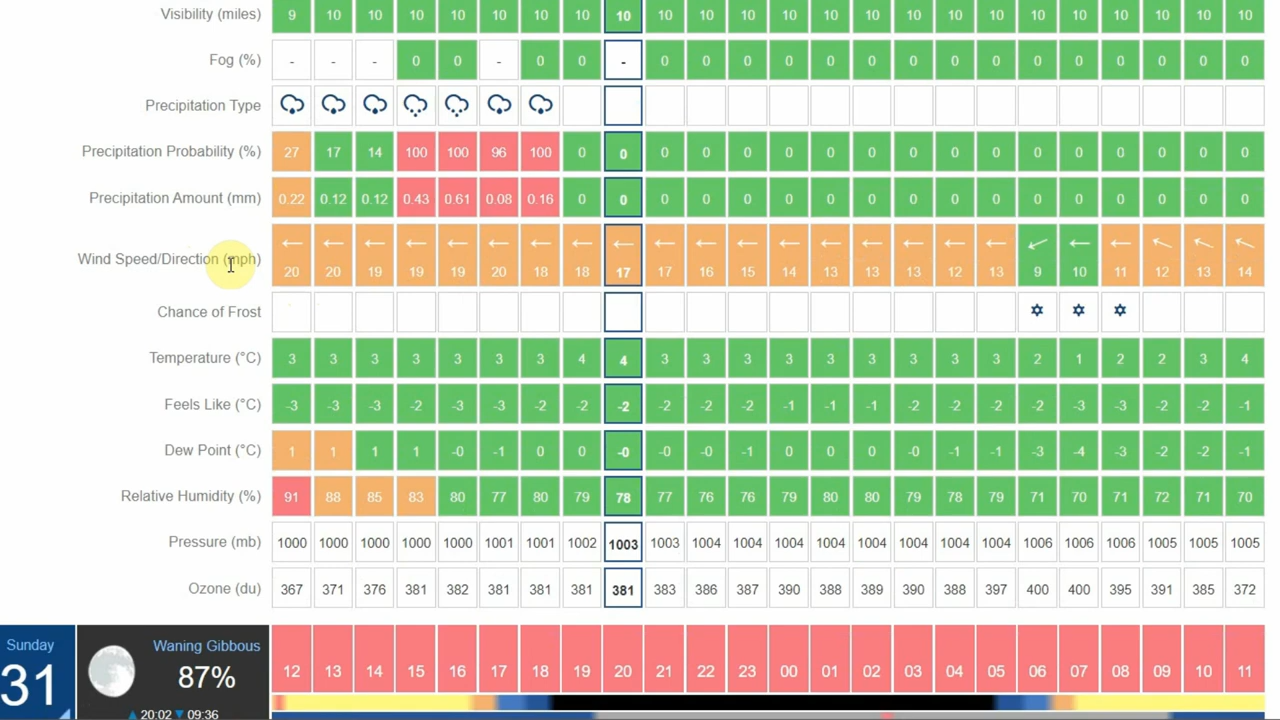 Visibility (miles) 9 10 10 10 10 10 10 10 10 10 10 10 10 10 10 10 10 10 10 10 10 10 10 10
Fog (%) - - - 0 0 - 0 0 - 0 0 0 0 0 0 0 0 0 0 0 0 0 0 0
Precipitation Type
Precipitation Probability (%) 27 17 14 100 100 96 100 0 0 0 0 0 0 0 0 0 0 0 0 0 0 0 0 0
Precipitation Amount (mm) 0.22 0.12 0.12 0.43 0.61 0.08 0.16 0 0 0 0 0 0 0 0 0 0 0 0 0 0 0 0 0
Wind Speed/Direction (mph) 20 20 19 19 19 20 18 18 17 17 16 15 14 13 13 13 12 13 9 10 11 12 13 14
Chance of Frost
Temperature (°C) 3 3 3 3 3 3 3 4 4 3 3 3 3 3 3 3 3 3 2 1 2 2 3 4
Feels Like (°C) -3 -3 -3 -2 -3 -3 -2 -2 -2 -2 -2 -2 -1 -1 -1 -2 -2 -2 -2 -3 -3 -2 -2 -1
Dew Point (°C) 1 1 1 1 -0 -1 0 0 -0 -0 -0 -1 0 0 0 -0 -1 -1 -3 -4 -3 -2 -2 -1
Relative Humidity (%) 91 88 85 83 80 77 80 79 78 77 76 76 79 80 80 79 78 79 71 70 71 72 71 70
Pressure (mb) 1000 1000 1000 1000 1000 1001 1001 1002 1003 1003 1004 1004 1004 1004 1004 1004 1004 1004 1006 1006 1006 1005 1005 1005
Ozone (du) 367 371 376 381 382 381 381 381 381 383 386 387 390 388 389 390 388 397 400 400 395 391 385 372
Sunday
31
Waning Gibbous
87%
20:02 09:36
12 13 14 15 16 17 18 19 20 21 22 23 00 01 02 03 04 05 06 07 08 09 10 11